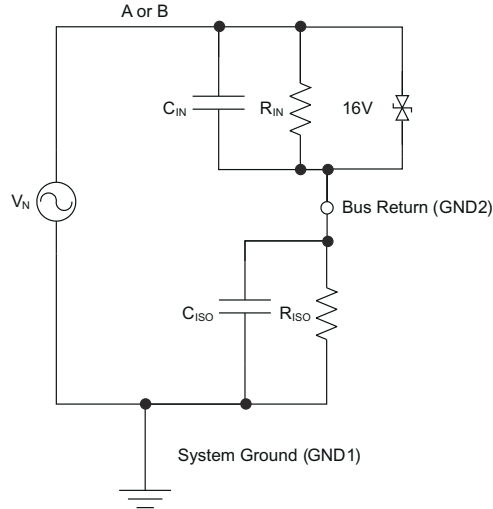 A or B
C_IN
R_IN
16V
V_N
Bus Return (GND2)
C_ISO
R_ISO
System Ground (GND1)